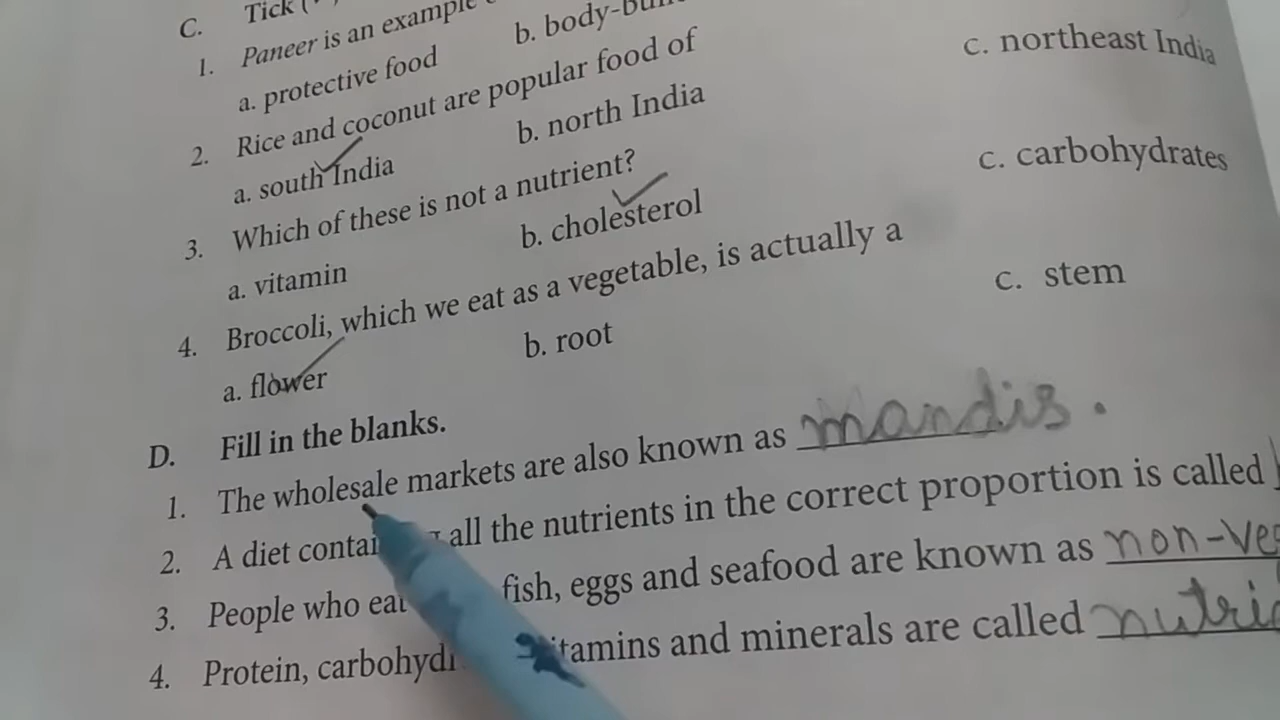 C. Tick (
1. Paneer is an example
a. protective food b. body-bu
2. Rice and coconut are popular food of
a. south India b. north India c. northeast India
3. Which of these is not a nutrient?
a. vitamin b. cholesterol c. carbohydrates
4. Broccoli, which we eat as a vegetable, is actually a
a. flower b. root c. stem
D. Fill in the blanks.
1. The wholesale markets are also known as mandis.
2. A diet all the nutrients in the correct proportion is called
3. People who eat fish, eggs and seafood are known as non-ve
4. Protein, and minerals are called nutri